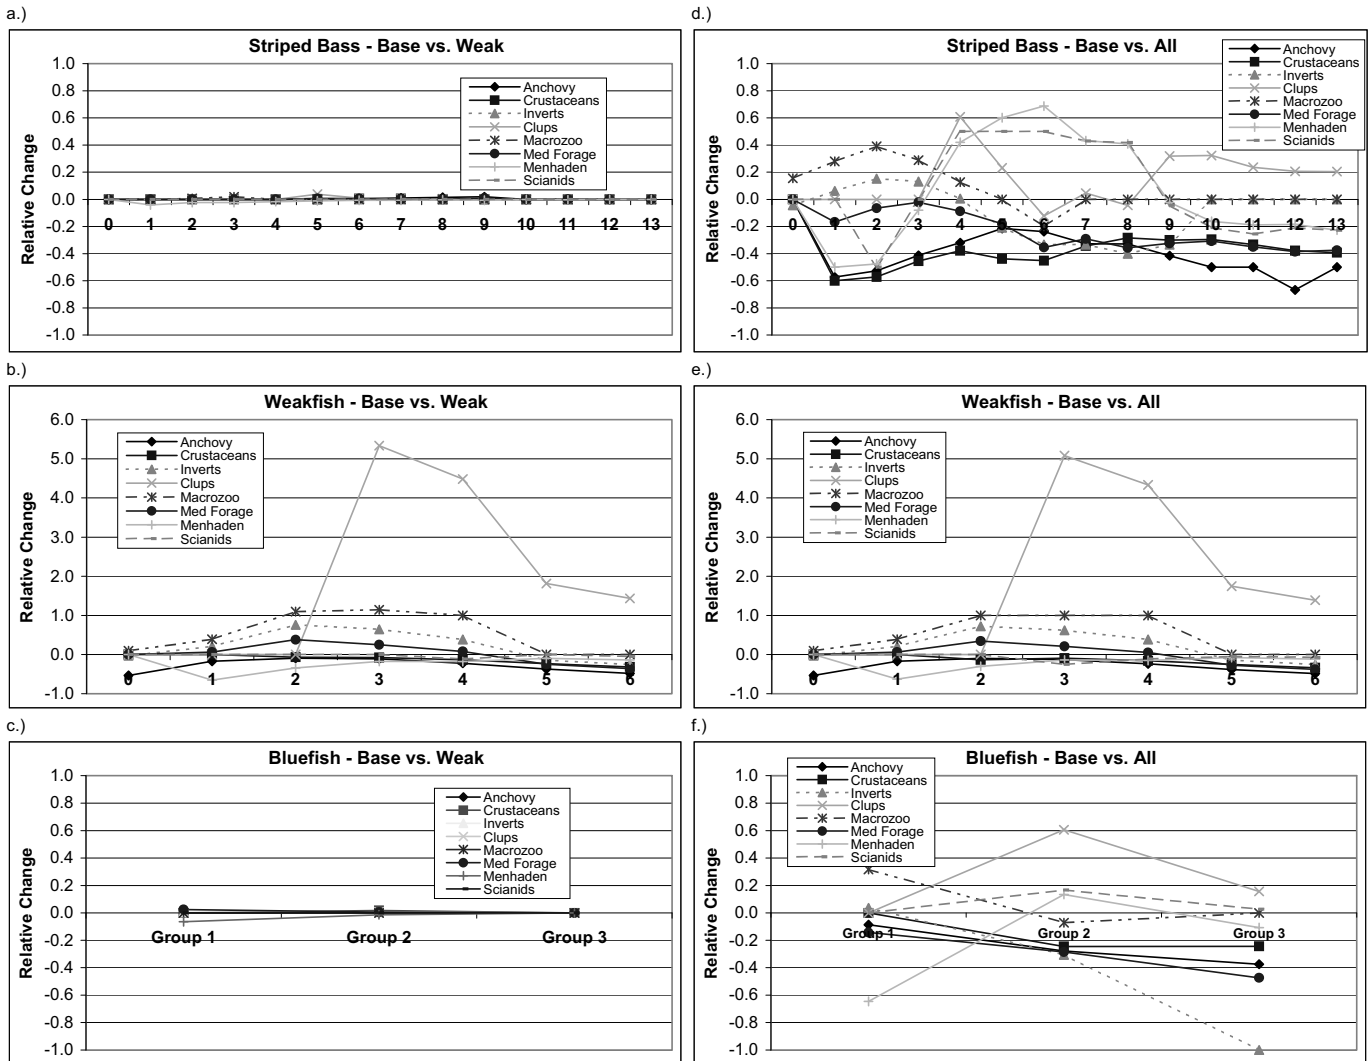 a.)
Striped Bass - Base vs. Weak
Relative Change
1.0
0.8
0.6
0.4
0.2
0.0
-0.2
-0.4
-0.6
-0.8
-1.0
0 1 2 3 4 5 6 7 8 9 10 11 12 13
Anchovy
Crustaceans
Inverts
Clups
Macrozoo
Med Forage
Menhaden
Scianids
b.)
Weakfish - Base vs. Weak
Relative Change
6.0
5.0
4.0
3.0
2.0
1.0
0.0
-1.0
0 1 2 3 4 5 6
Anchovy
Crustaceans
Inverts
Clups
Macrozoo
Med Forage
Menhaden
Scianids
c.)
Bluefish - Base vs. Weak
Relative Change
1.0
0.8
0.6
0.4
0.2
0.0
-0.2
-0.4
-0.6
-0.8
-1.0
Group 1 Group 2 Group 3
Anchovy
Crustaceans
Inverts
Clups
Macrozoo
Med Forage
Menhaden
Scianids
d.)
Striped Bass - Base vs. All
Relative Change
1.0
0.8
0.6
0.4
0.2
0.0
-0.2
-0.4
-0.6
-0.8
-1.0
0 1 2 3 4 5 6 7 8 9 10 11 12 13
Anchovy
Crustaceans
Inverts
Clups
Macrozoo
Med Forage
Menhaden
Scianids
e.)
Weakfish - Base vs. All
Relative Change
6.0
5.0
4.0
3.0
2.0
1.0
0.0
-1.0
0 1 2 3 4 5 6
Anchovy
Crustaceans
Inverts
Clups
Macrozoo
Med Forage
Menhaden
Scianids
f.)
Bluefish - Base vs. All
Relative Change
1.0
0.8
0.6
0.4
0.2
0.0
-0.2
-0.4
-0.6
-0.8
-1.0
Group 1 Group 2 Group 3
Anchovy
Crustaceans
Inverts
Clups
Macrozoo
Med Forage
Menhaden
Scianids